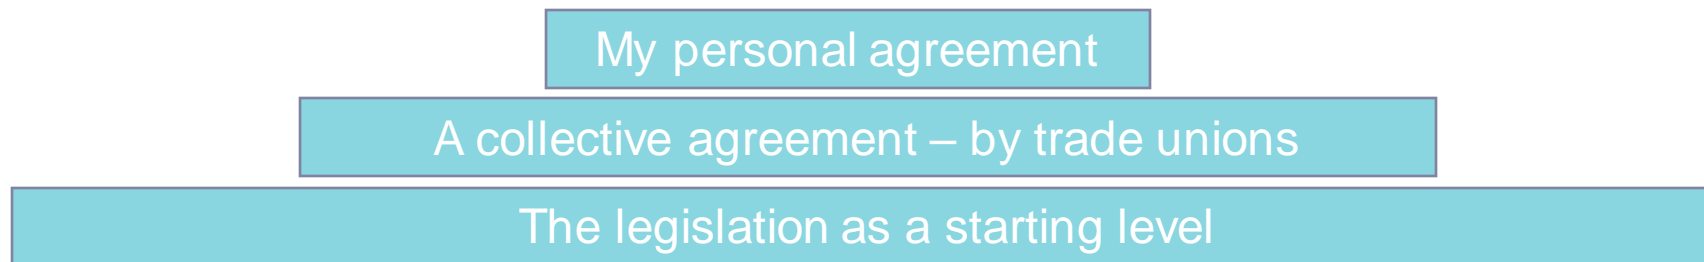 My personal agreement
A collective agreement – by trade unions
The legislation as a starting level